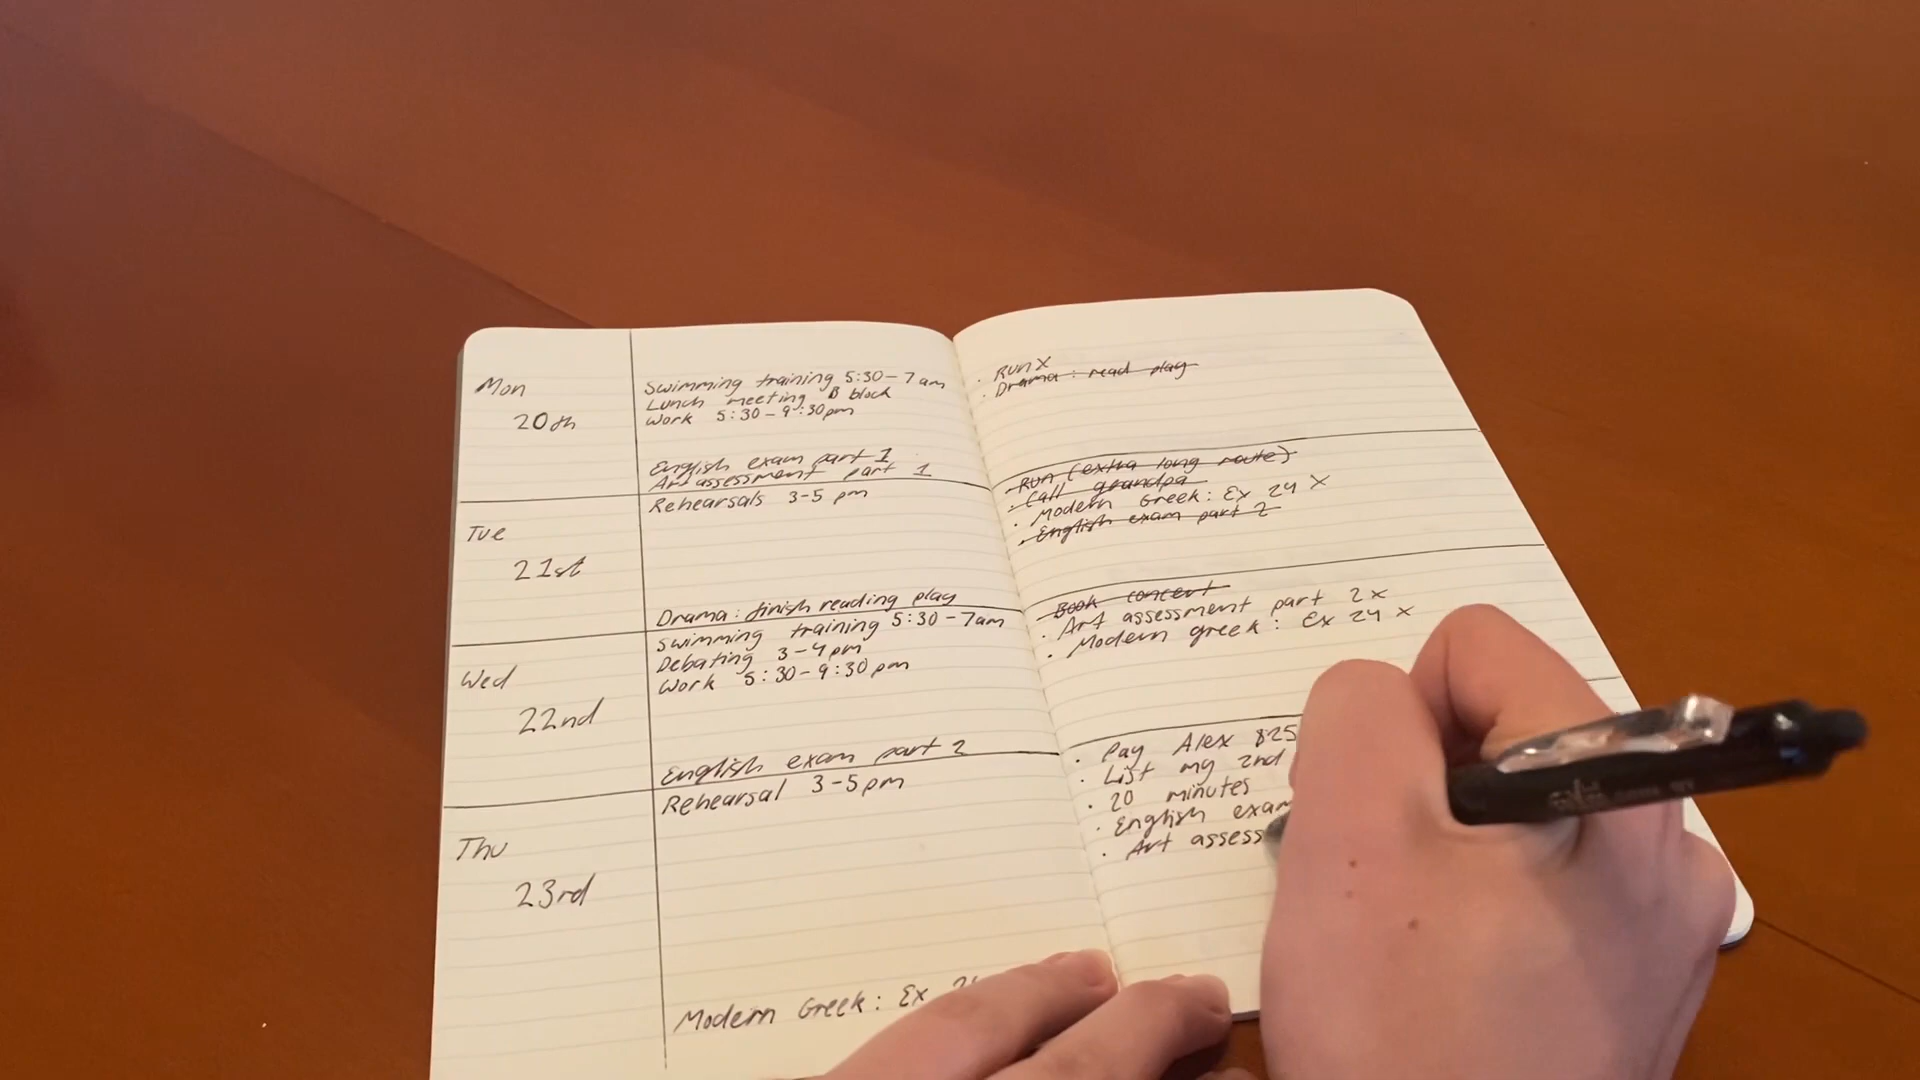 Mon
20th
Swimming training 5:30-7am
Lunch meeting B block
Work 5:30-9:30pm
English exam part 1
Art assessment part 1
Tue
21st
Rehearsals 3-5 pm
Drama: finish reading play
Wed
22nd
Swimming training 5:30-7am
Debating 3-4pm
Work 5:30-9:30pm
English exam part 2
Thu
23rd
Rehearsal 3-5pm
Modern Greek: Ex
· Run X
· Drama: read play
· Run (extra long route)
· Call grandpa
· Modern Greek: Ex 24 X
· English exam part 2
· Book concert
· Art assessment part 2 x
· Modern greek: Ex 24 x
· Pay Alex $25
· List my 2nd
· 20 minutes
· English exam
· Art assess